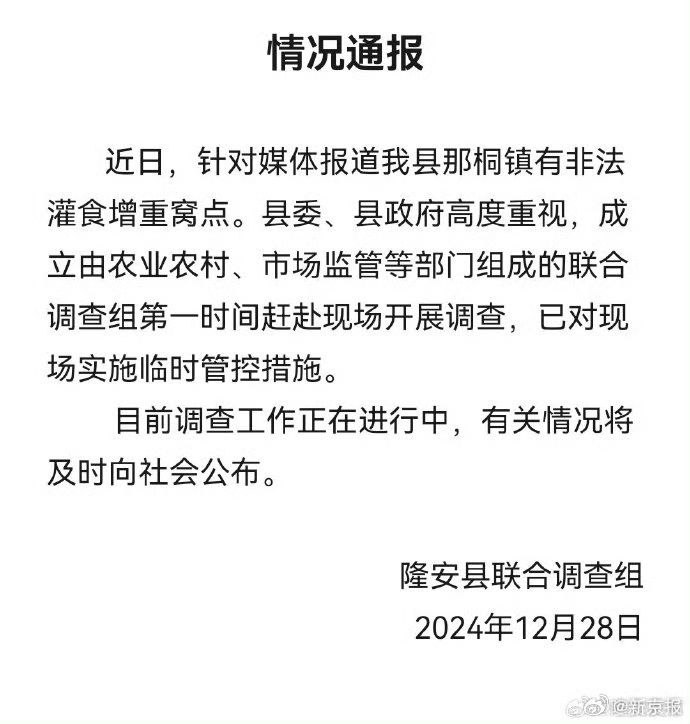 情况通报
近日，针对媒体报道我县那桐镇有非法
灌食增重窝点。县委、县政府高度重视，成
立由农业农村、市场监管等部门组成的联合
调查组第一时间赶赴现场开展调查，已对现
场实施临时管控措施。
目前调查工作正在进行中，有关情况将
及时向社会公布。
隆安县联合调查组
2024年12月28日
@新京报